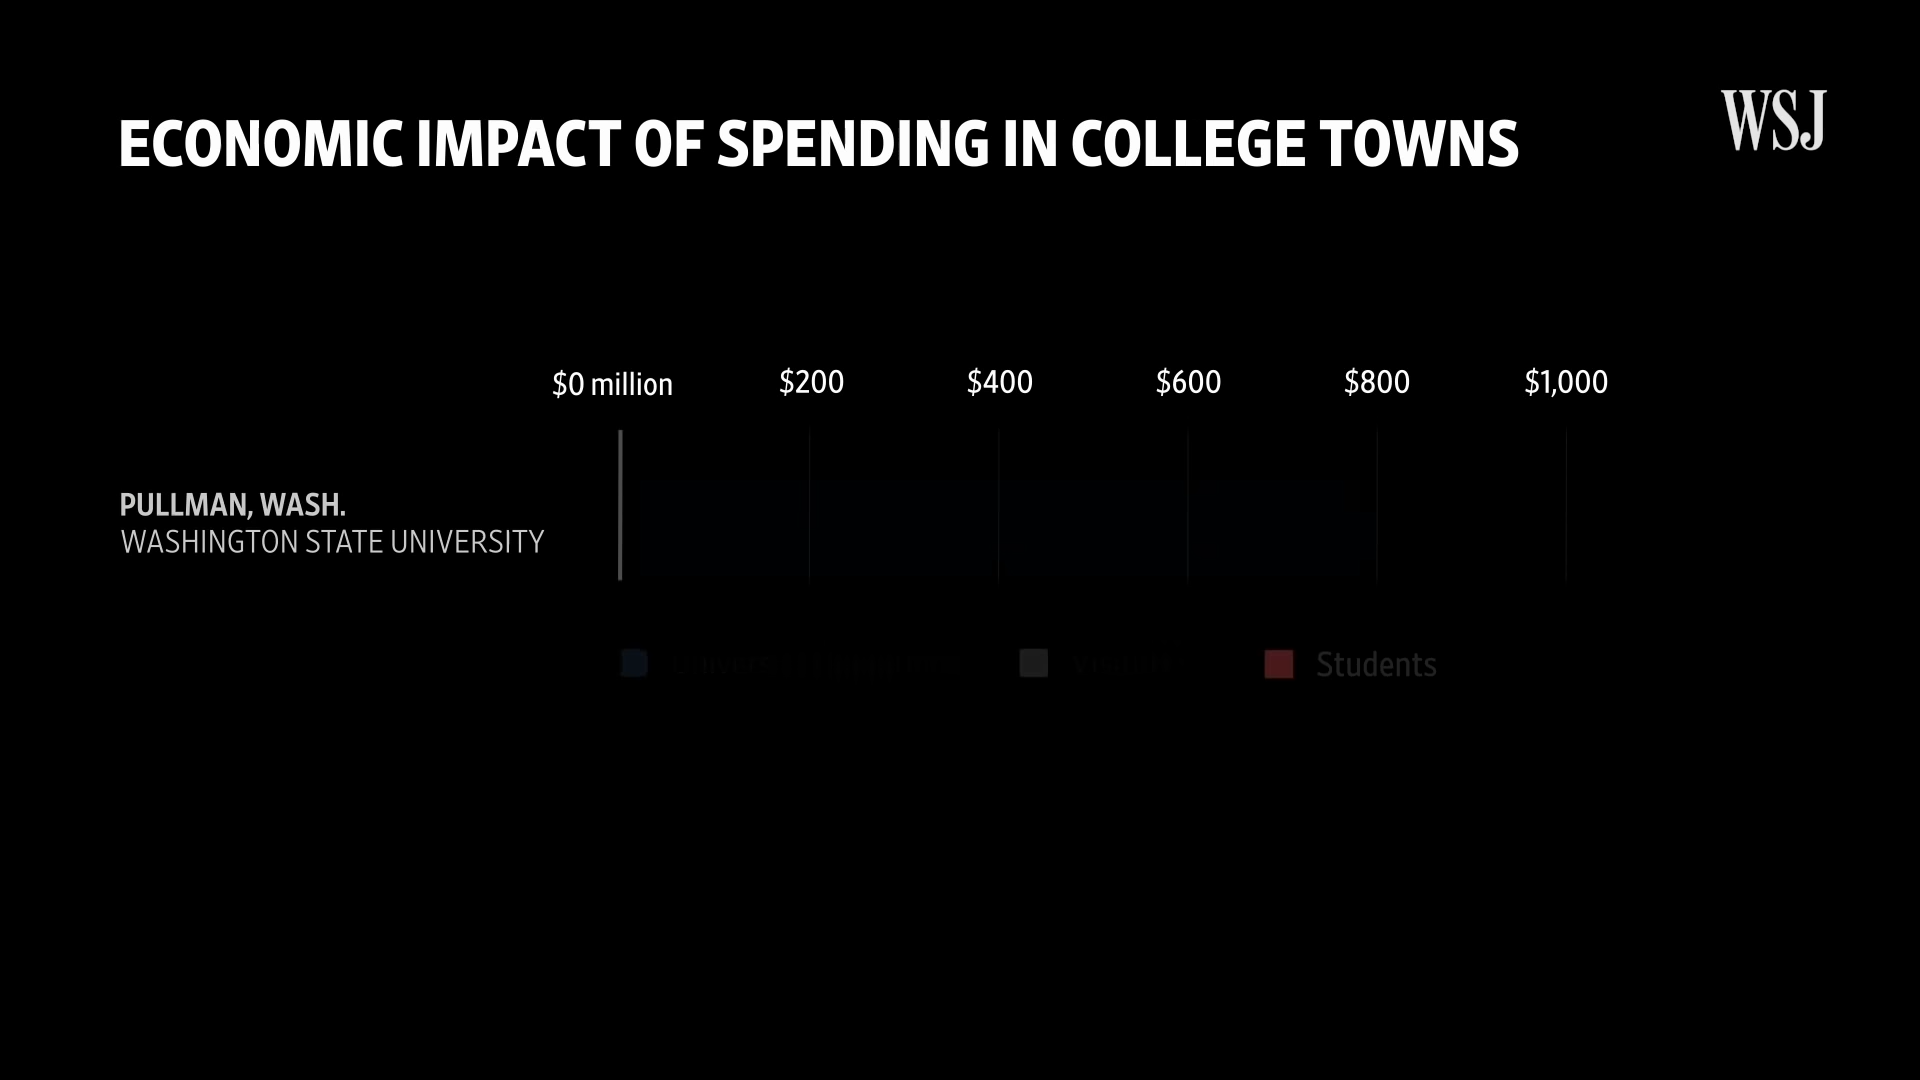 ECONOMIC IMPACT OF SPENDING IN COLLEGE TOWNS
WSJ
$0 million $200 $400 $600 $800 $1,000
PULLMAN, WASH.
WASHINGTON STATE UNIVERSITY
Students